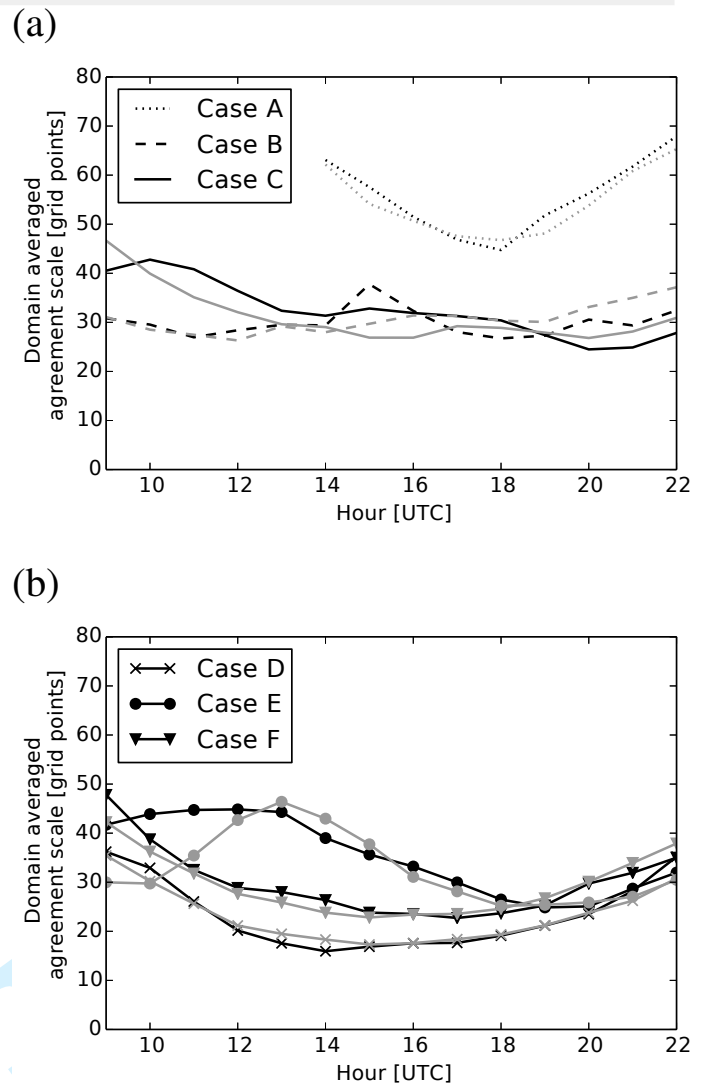 (a)
80
70
60
50
40
30
20
10
0
Domain averaged
agreement scale [grid points]
Case A
Case B
Case C
10 12 14 16 18 20 22
Hour [UTC]
(b)
80
70
60
50
40
30
20
10
0
Domain averaged
agreement scale [grid points]
Case D
Case E
Case F
10 12 14 16 18 20 22
Hour [UTC]